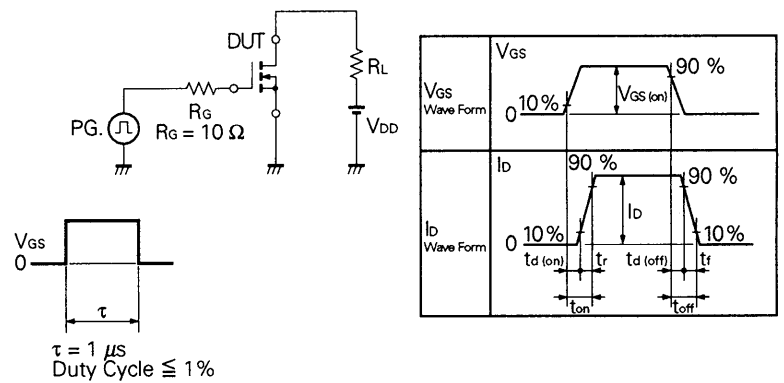 DUT
RL
RG
RG = 10 Ω
PG.
VDD
VGS
0
τ
τ = 1 μs
Duty Cycle ≦ 1%
VGS
Wave Form
VGS
90 %
10 %
VGS (on)
0
ID
Wave Form
ID
90 %
90 %
ID
0
10 %
10 %
td (on)
tr
td (off)
tf
ton
toff